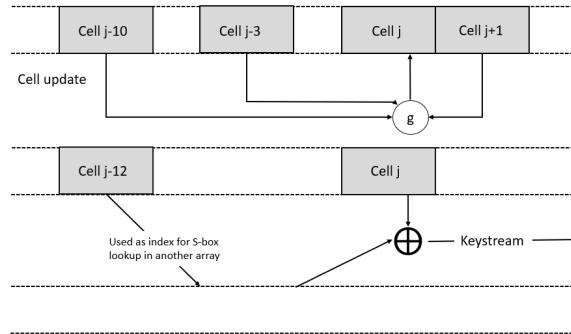 Cell j-10
Cell j-3
Cell j
Cell j+1
Cell update
g
Cell j-12
Cell j
Used as index for S-box
lookup in another array
Keystream